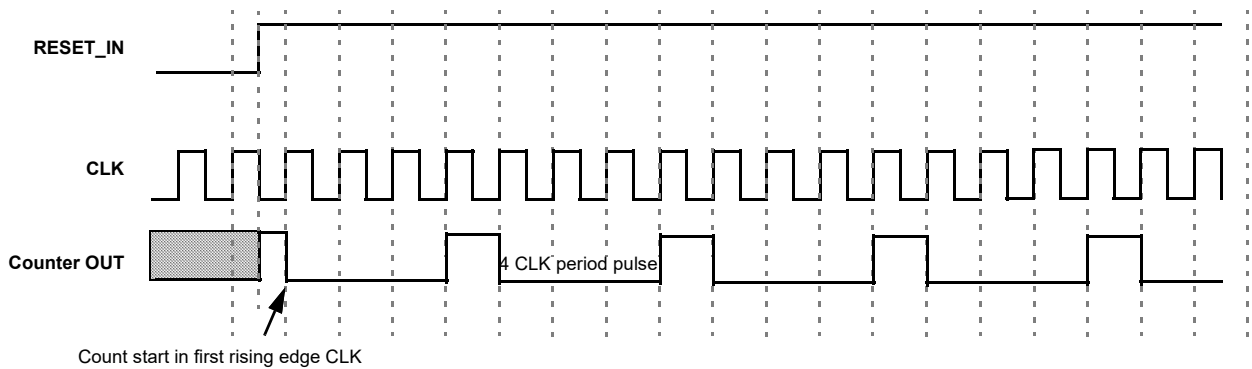 RESET_IN
CLK
Counter OUT
4 CLK period pulse
Count start in first rising edge CLK